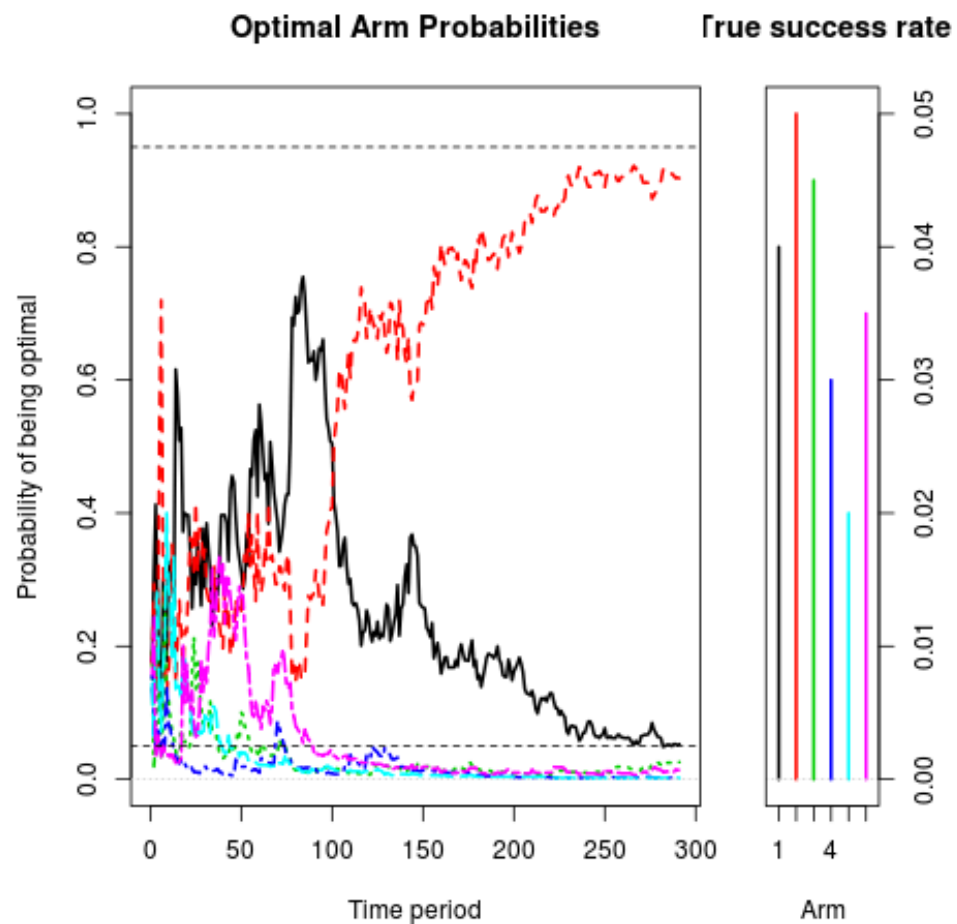 Optimal Arm Probabilities
True success rate
Probability of being optimal
1.0
0.8
0.6
0.4
0.2
0.0
0 50 100 150 200 250 300
Time period
0.05
0.04
0.03
0.02
0.01
0.00
1 4
Arm